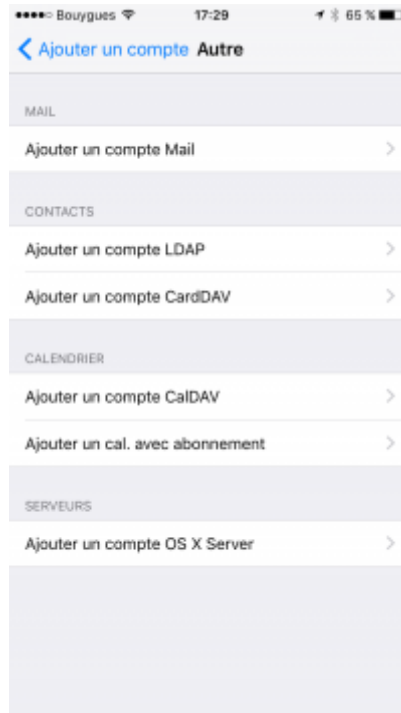 Bouygues 17:29 65 %
Ajouter un compte Autre
MAIL
Ajouter un compte Mail
CONTACTS
Ajouter un compte LDAP
Ajouter un compte CardDAV
CALENDRIER
Ajouter un compte CalDAV
Ajouter un cal. avec abonnement
SERVEURS
Ajouter un compte OS X Server